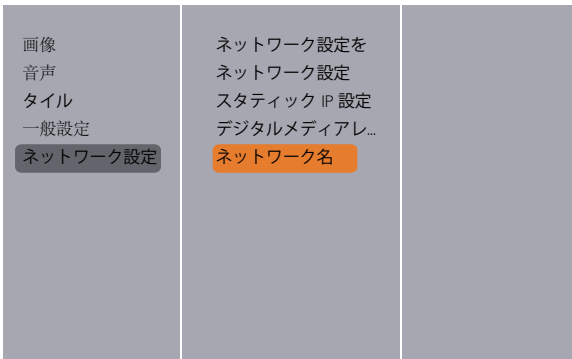 画像
音声
タイル
一般設定
ネットワーク設定
ネットワーク設定を
ネットワーク設定
スタティック IP 設定
デジタルメディアレ...
ネットワーク名